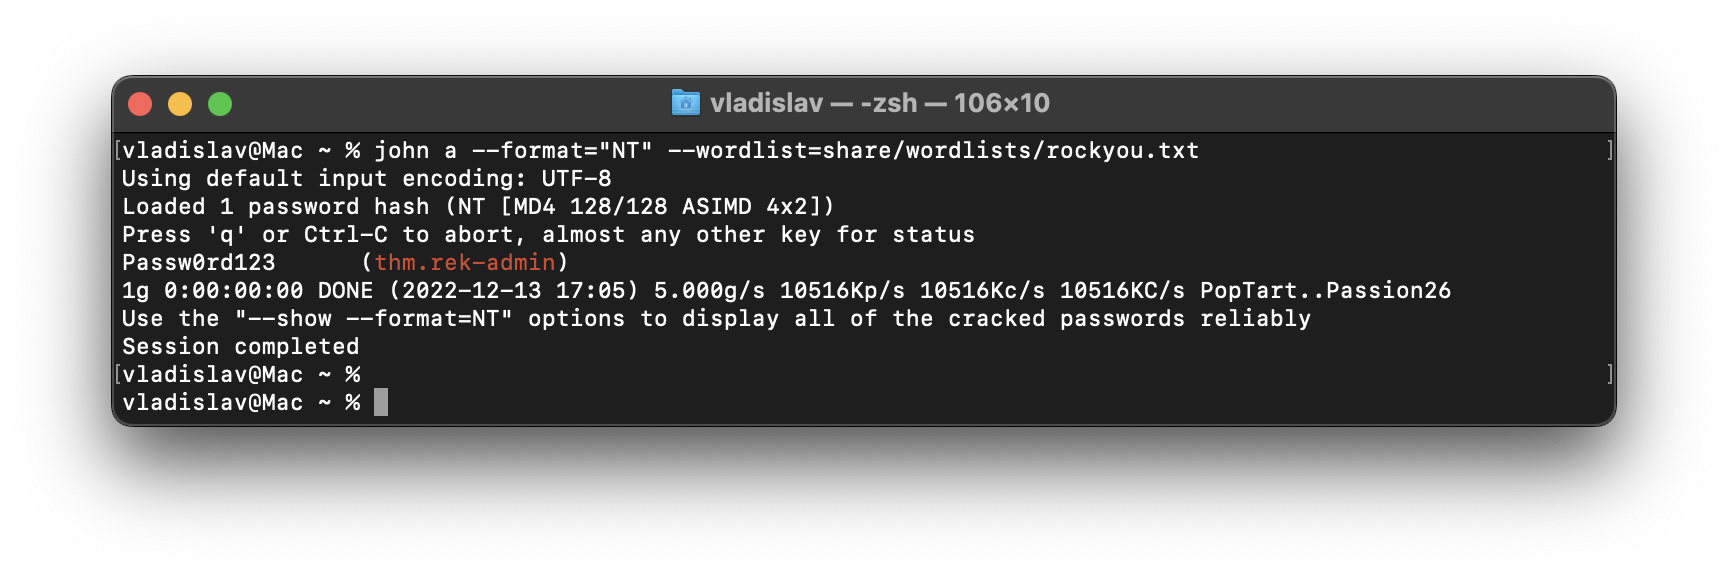 vladislav — -zsh — 106×10
[vladislav@Mac ~ % john a --format="NT" --wordlist=share/wordlists/rockyou.txt ]
Using default input encoding: UTF-8
Loaded 1 password hash (NT [MD4 128/128 ASIMD 4x2])
Press 'q' or Ctrl-C to abort, almost any other key for status
Passw0rd123      (thm.rek-admin)
1g 0:00:00:00 DONE (2022-12-13 17:05) 5.000g/s 10516Kp/s 10516Kc/s 10516KC/s PopTart..Passion26
Use the "--show --format=NT" options to display all of the cracked passwords reliably
Session completed
[vladislav@Mac ~ % ]
vladislav@Mac ~ %